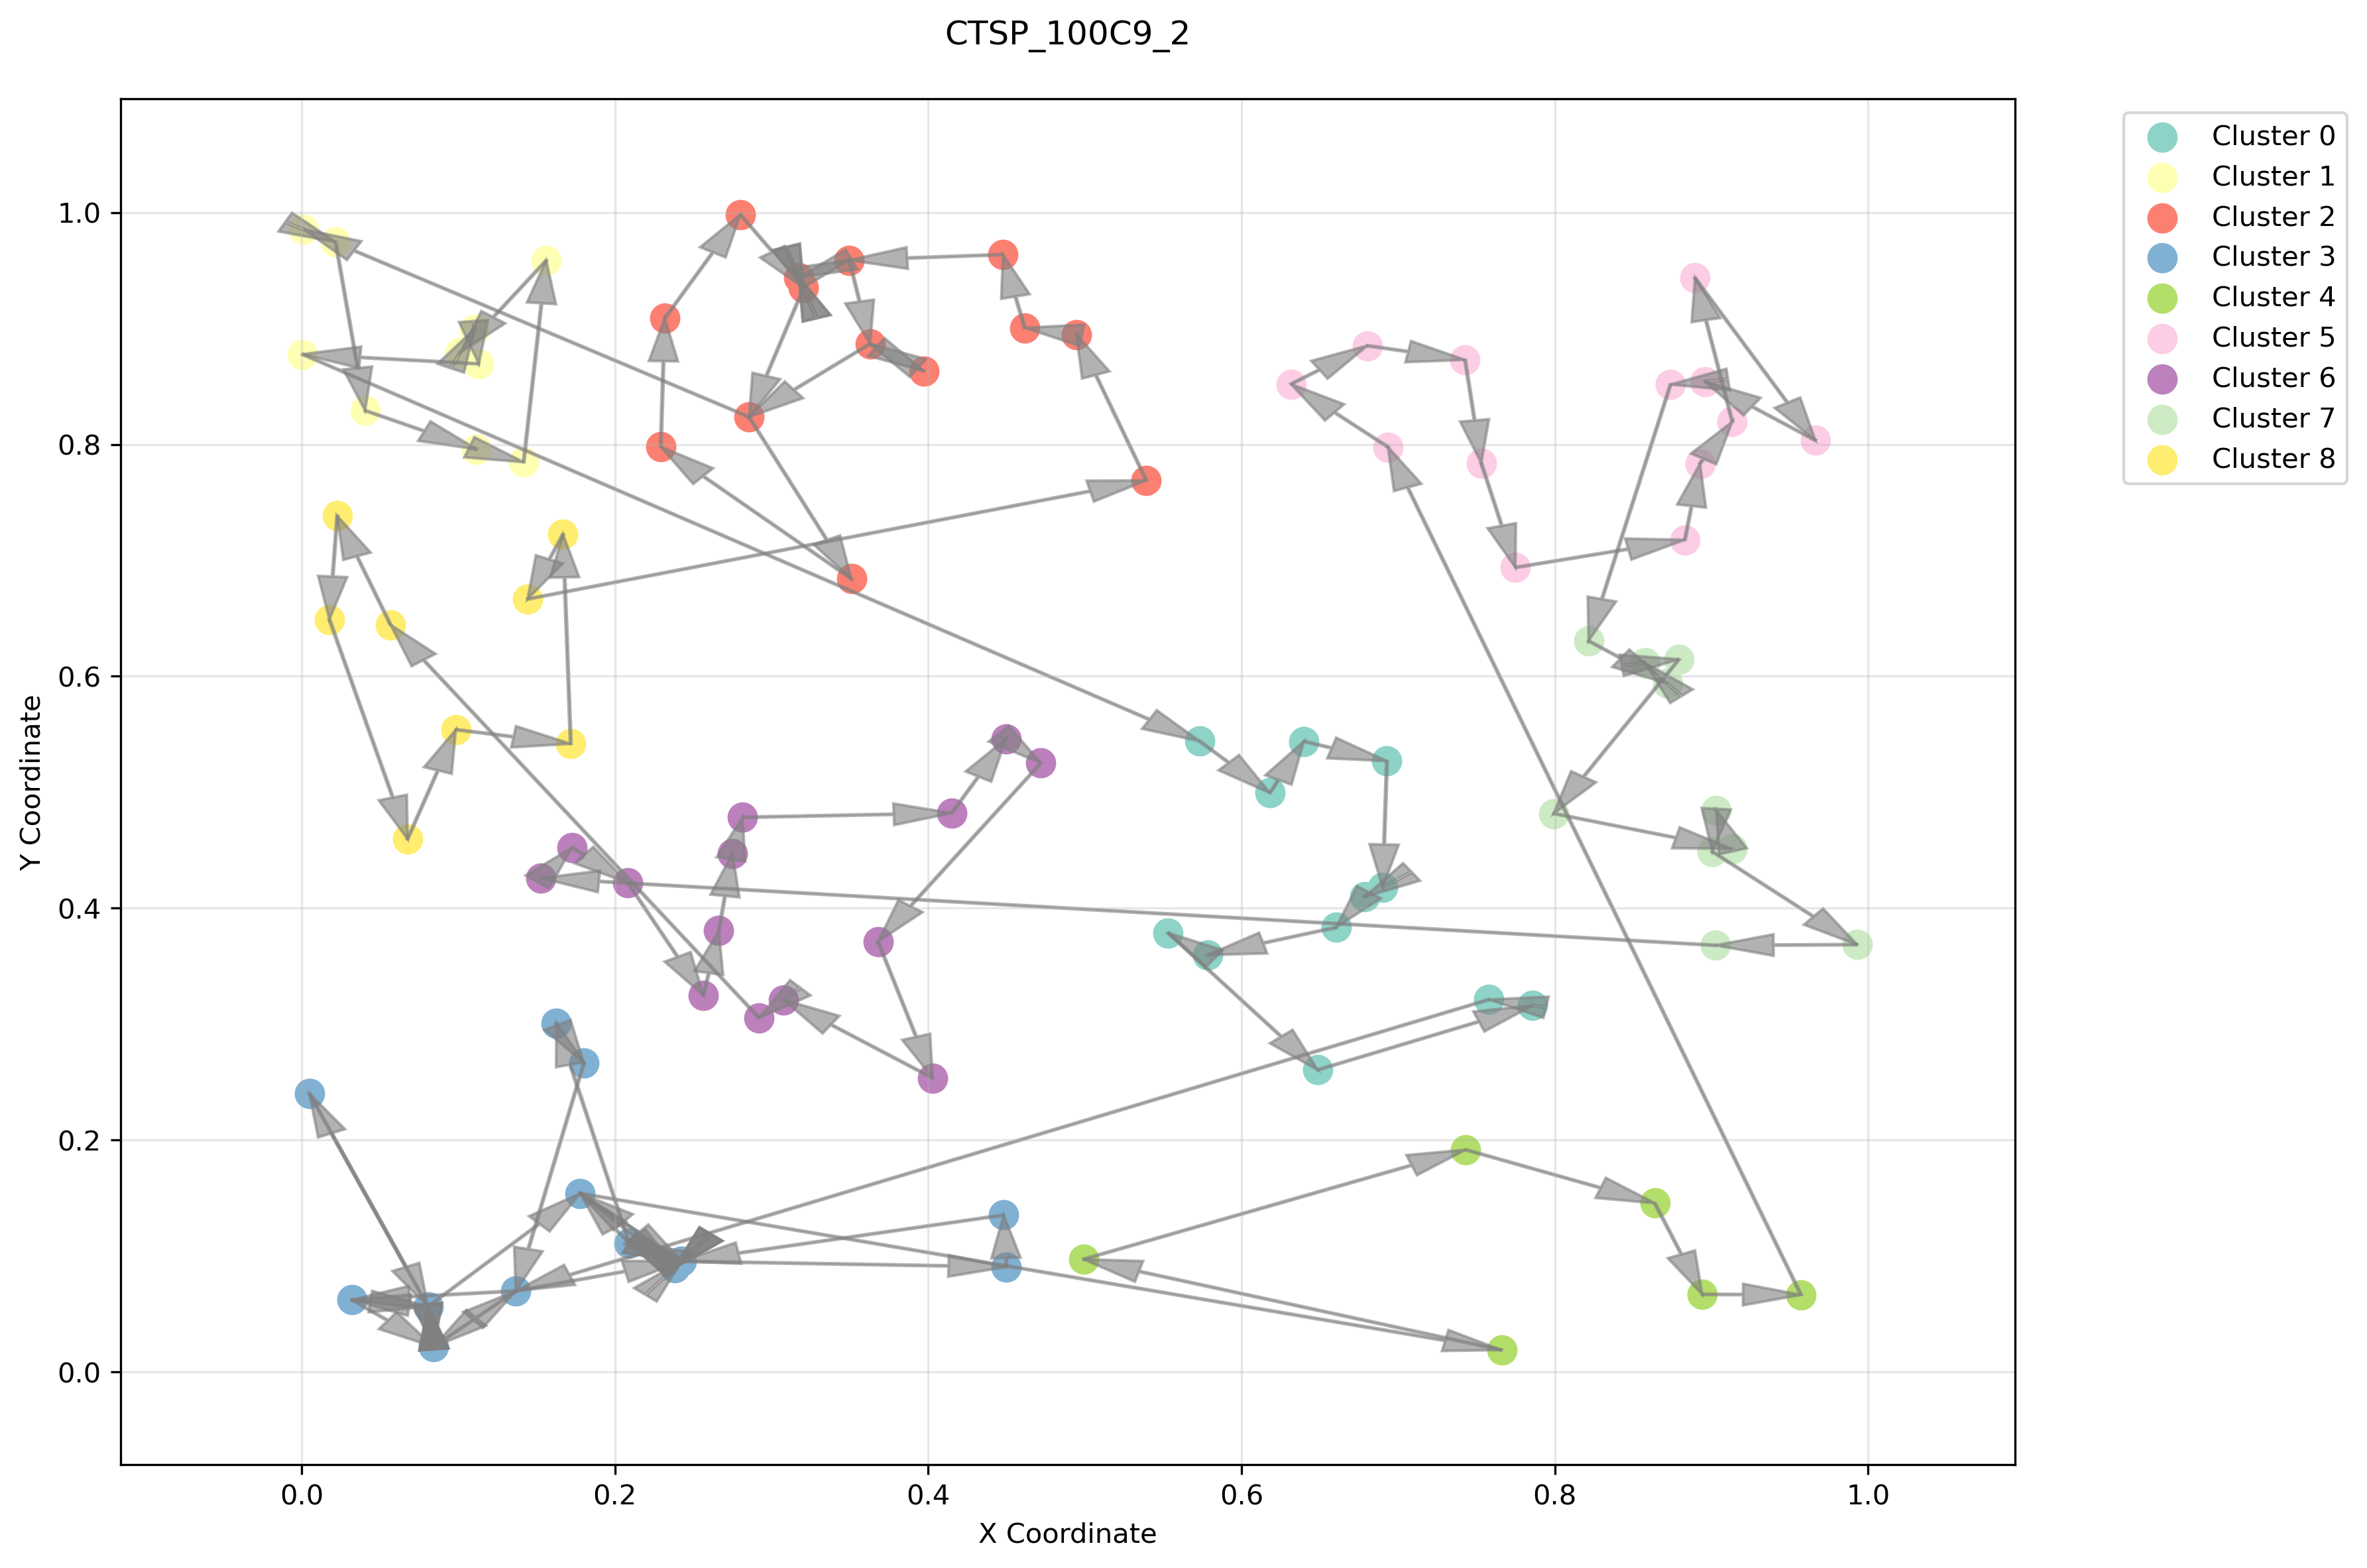 CTSP_100C9_2
Cluster 0
Cluster 1
Cluster 2
Cluster 3
Cluster 4
Cluster 5
Cluster 6
Cluster 7
Cluster 8
Y Coordinate
1.0
0.8
0.6
0.4
0.2
0.0
0.0 0.2 0.4 0.6 0.8 1.0
X Coordinate